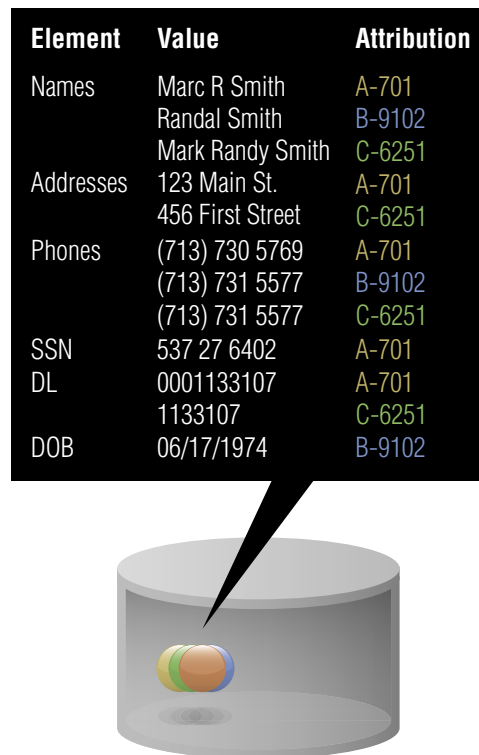 Element Value Attribution
Names Marc R Smith A-701
Randal Smith B-9102
Mark Randy Smith C-6251
Addresses 123 Main St. A-701
456 First Street C-6251
Phones (713) 730 5769 A-701
(713) 731 5577 B-9102
(713) 731 5577 C-6251
SSN 537 27 6402 A-701
DL 0001133107 A-701
1133107 C-6251
DOB 06/17/1974 B-9102